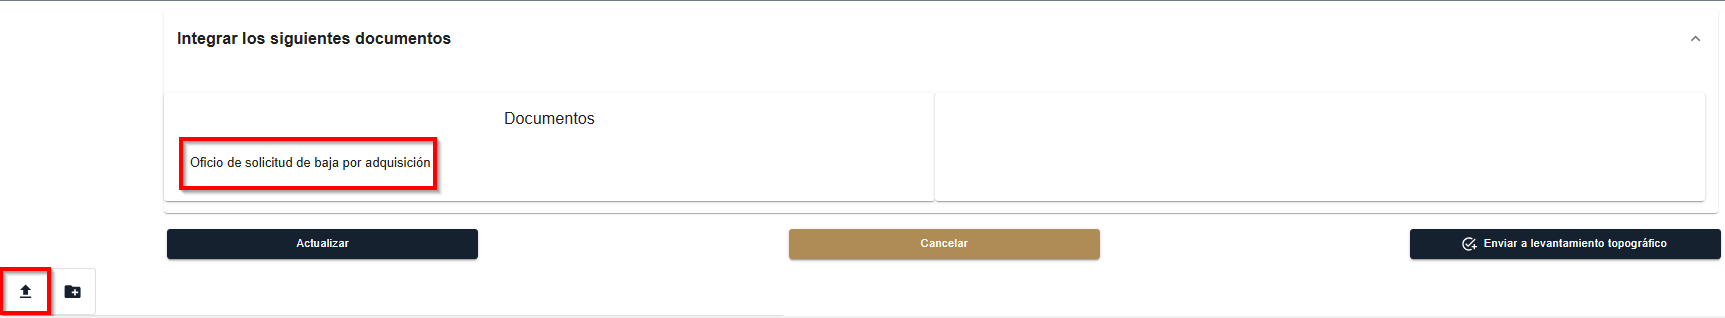 Integrar los siguientes documentos
Documentos
Oficio de solicitud de baja por adquisición
Actualizar
Cancelar
Enviar a levantamiento topográfico